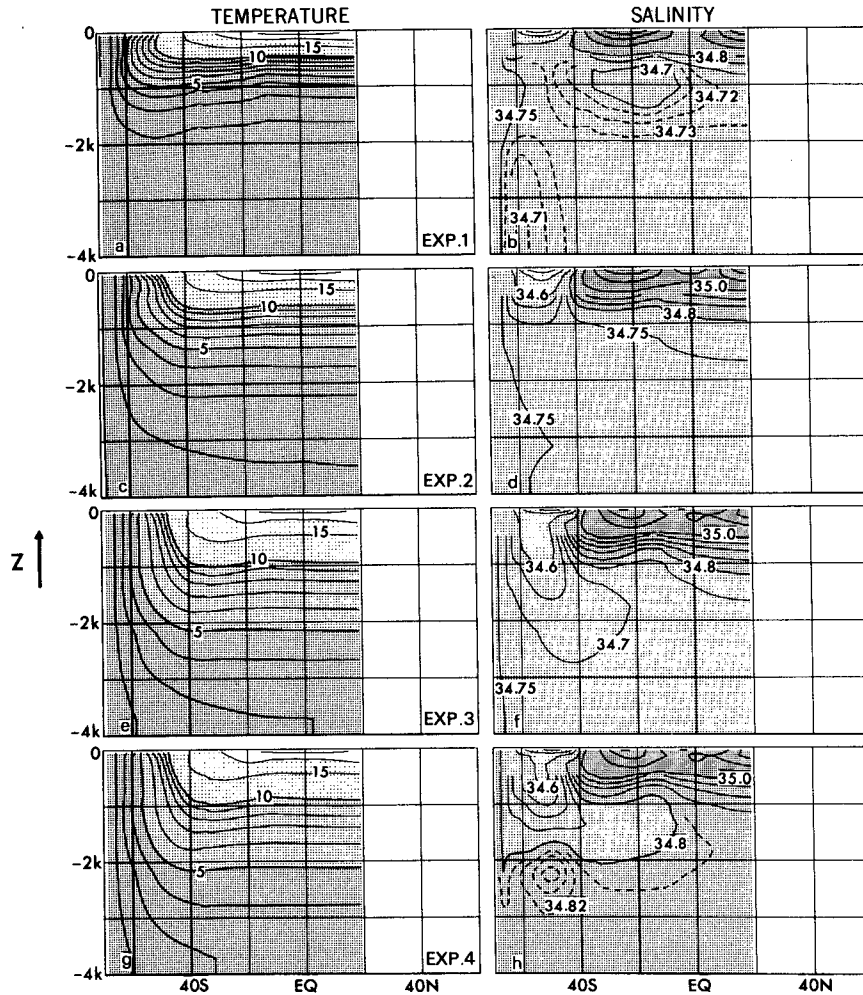 TEMPERATURE SALINITY
0
15
10
5
-2k
-4k
a
EXP.1
34.8
34.7
34.72
34.75
34.73
34.71
b
0
15
10
5
-2k
-4k
c
EXP.2
34.6
35.0
34.8
34.75
34.75
d
Z
0
15
10
5
-2k
-4k
e
EXP.3
35.0
34.6
34.8
34.7
34.75
f
0
15
10
5
-2k
-4k
g
EXP.4
34.6
35.0
34.8
34.82
h
40S EQ 40N 40S EQ 40N